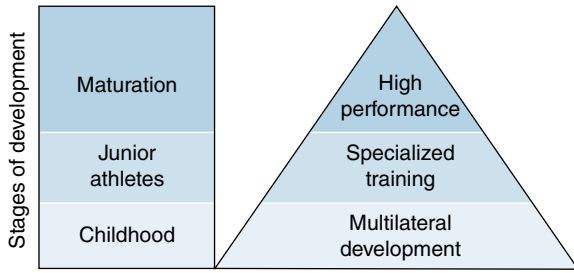 Stages of development
Maturation
High
performance
Junior
athletes
Specialized
training
Childhood
Multilateral
development